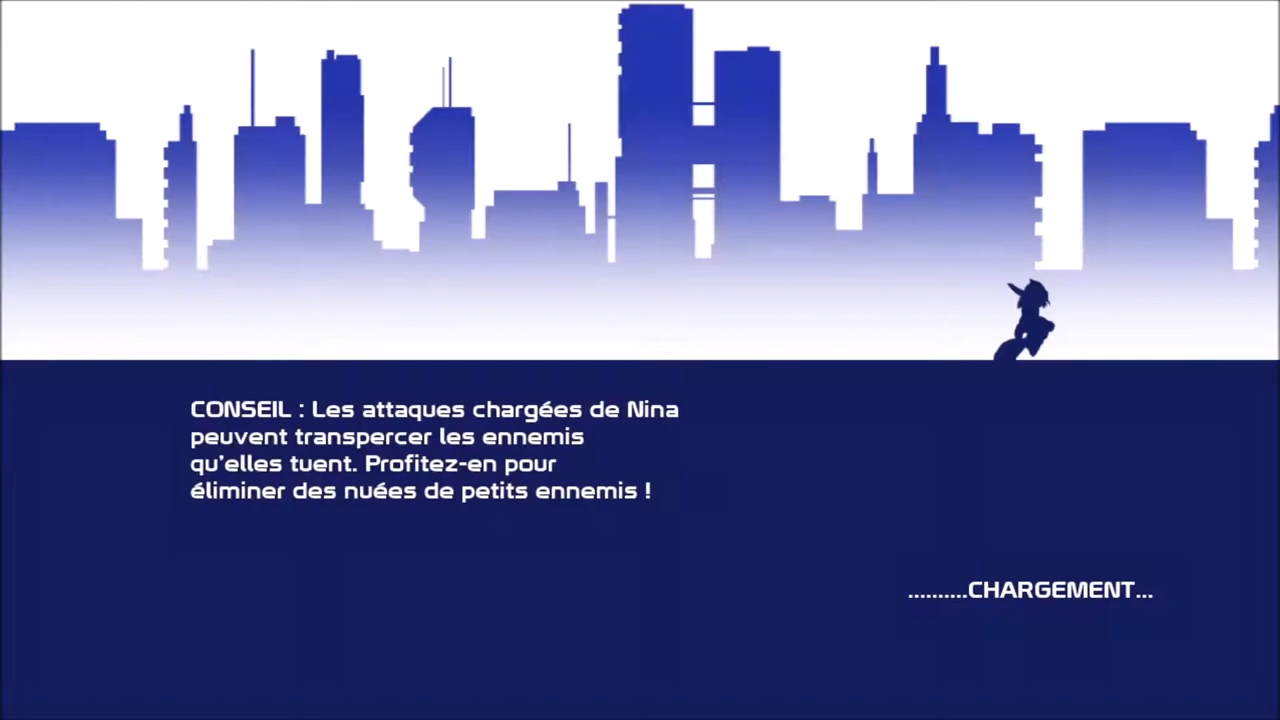 CONSEIL : Les attaques chargées de Nina
peuvent transpercer les ennemis
qu'elles tuent. Profitez-en pour
éliminer des nuées de petits ennemis !
..........CHARGEMENT...